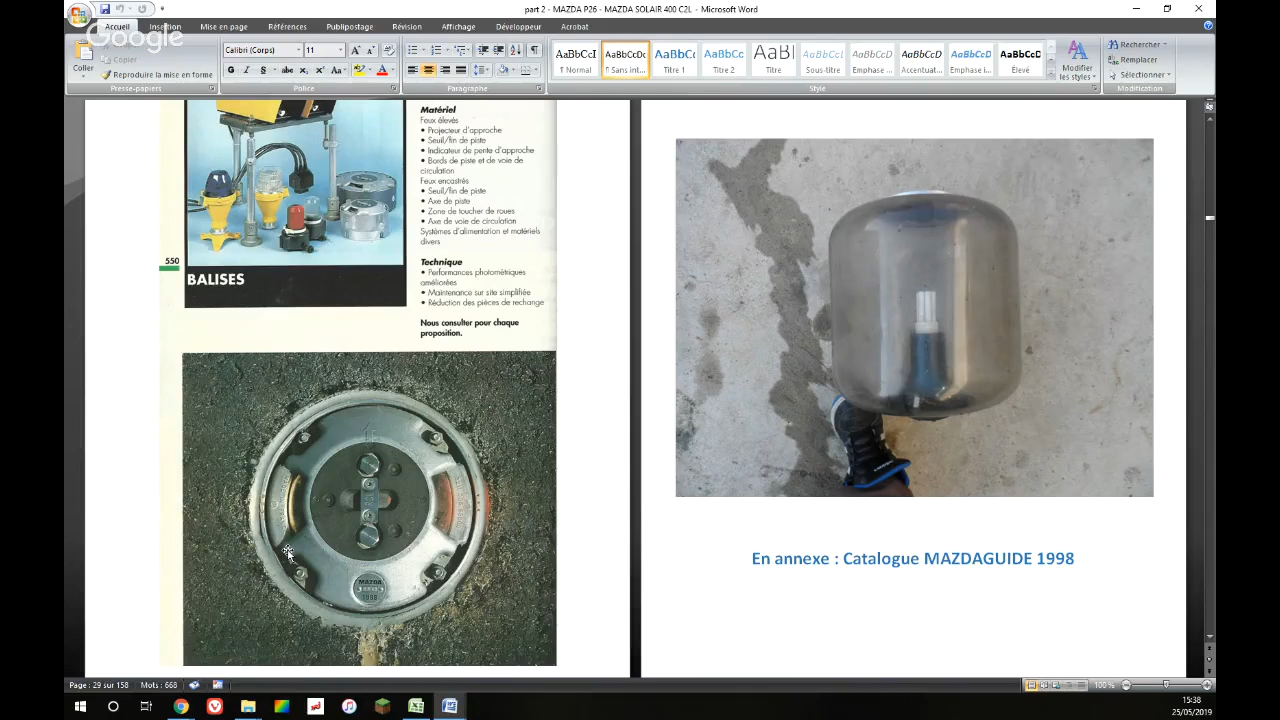 part 2 - MAZDA P26 - MAZDA SOLAIR 400 C2L - Microsoft Word
Accueil Insertion Mise en page Références Publipostage Révision Affichage Développeur Acrobat
Google
Coller
Copier
Reproduire la mise en forme
Presse-papiers
Calibri (Corps) 11
Police
Paragraphe
AaBbCcI AaBbCcDc AaBbCc AaBbCc AaBl AaBbCcI AaBbCcD AaBbCcD AaBbCcD AaBbCcD
¶ Normal ¶ Sans int... Titre 1 Titre 2 Titre Sous-titre Emphase ... Accentuat... Emphase i... Élevé
Modifier les styles
Style
Rechercher
Remplacer
Sélectionner
Modification
Matériel
Feux élevés
• Projecteur d'approche
• Seuil/fin de piste
• Indicateur de pente d'approche
• Bords de piste et de voie de
circulation
Feux encastrés
• Seuil/fin de piste
• Axe de piste
• Zone de toucher de roues
• Axe de voie de circulation
Systèmes d'alimentation et matériels
divers
Technique
• Performances photométriques
améliorées
• Maintenance sur site simplifiée
• Réduction des pièces de rechange
Nous consulter pour chaque
proposition.
550
BALISES
MAZDA
1998
En annexe : Catalogue MAZDAGUIDE 1998
Page : 29 sur 158 Mots : 668
100 %
15:38
25/05/2019